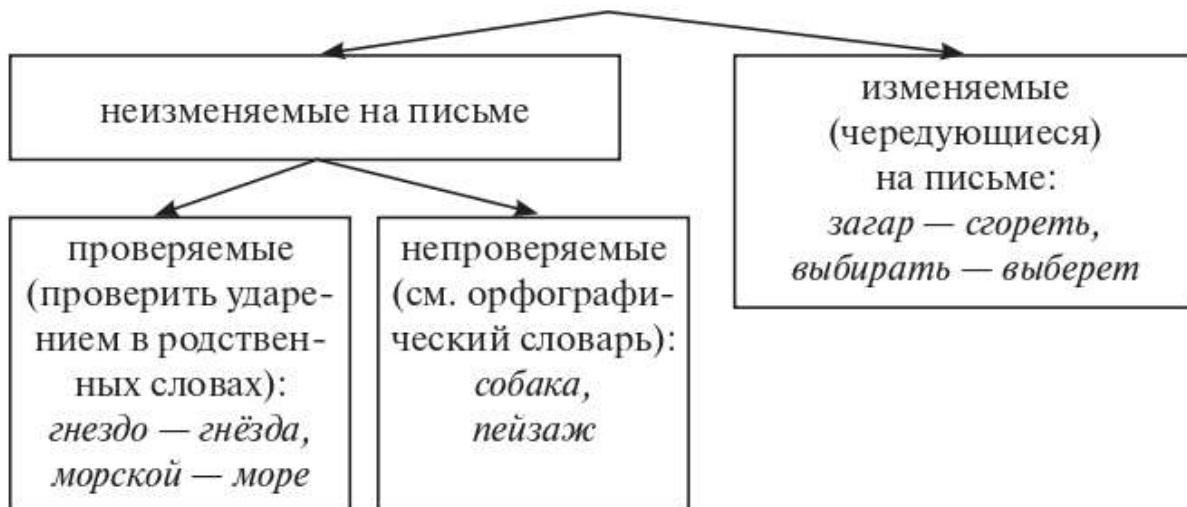 неизменяемые на письме
изменяемые
(чередующиеся)
на письме:
загар — сгореть,
выбирать — выберет
проверяемые
(проверить ударе-
нием в родствен-
ных словах):
гнездо — гнёзда,
морской — море
непроверяемые
(см. орфографи-
ческий словарь):
собака,
пейзаж